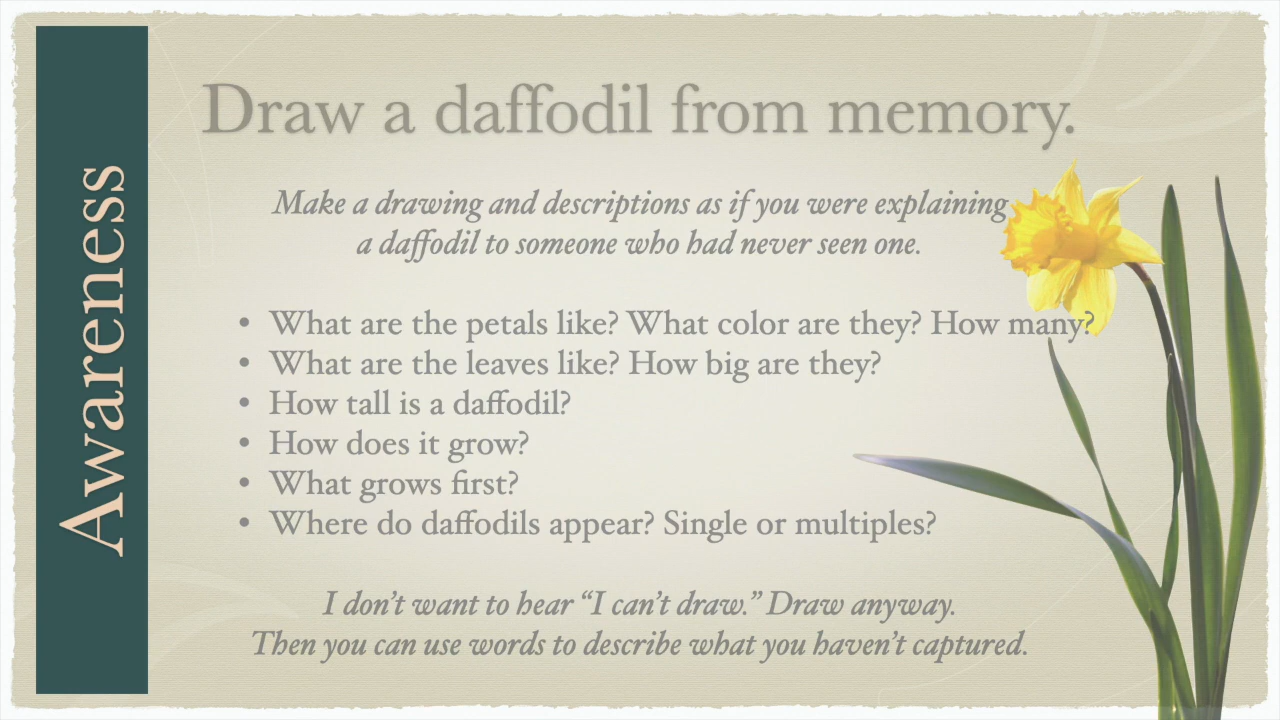 Awareness
Draw a daffodil from memory.
Make a drawing and descriptions as if you were explaining
a daffodil to someone who had never seen one.
• What are the petals like? What color are they? How many?
• What are the leaves like? How big are they?
• How tall is a daffodil?
• How does it grow?
• What grows first?
• Where do daffodils appear? Single or multiples?
I don’t want to hear “I can’t draw.” Draw anyway.
Then you can use words to describe what you haven’t captured.